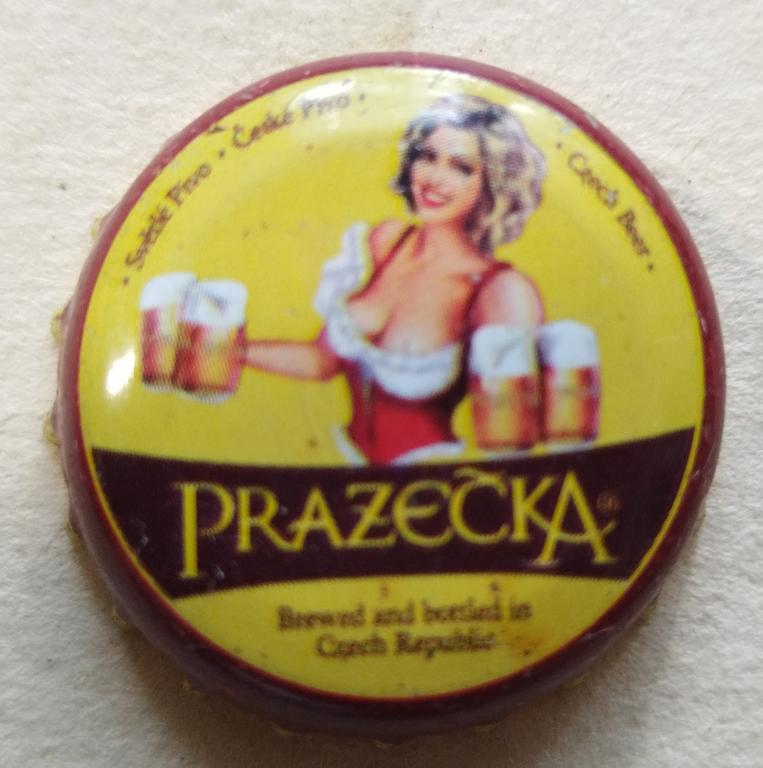 · Světlé Pivo · České Pivo ·
· Czech Beer ·
PRAZEČKA ®
Brewed and bottled in
Czech Republic